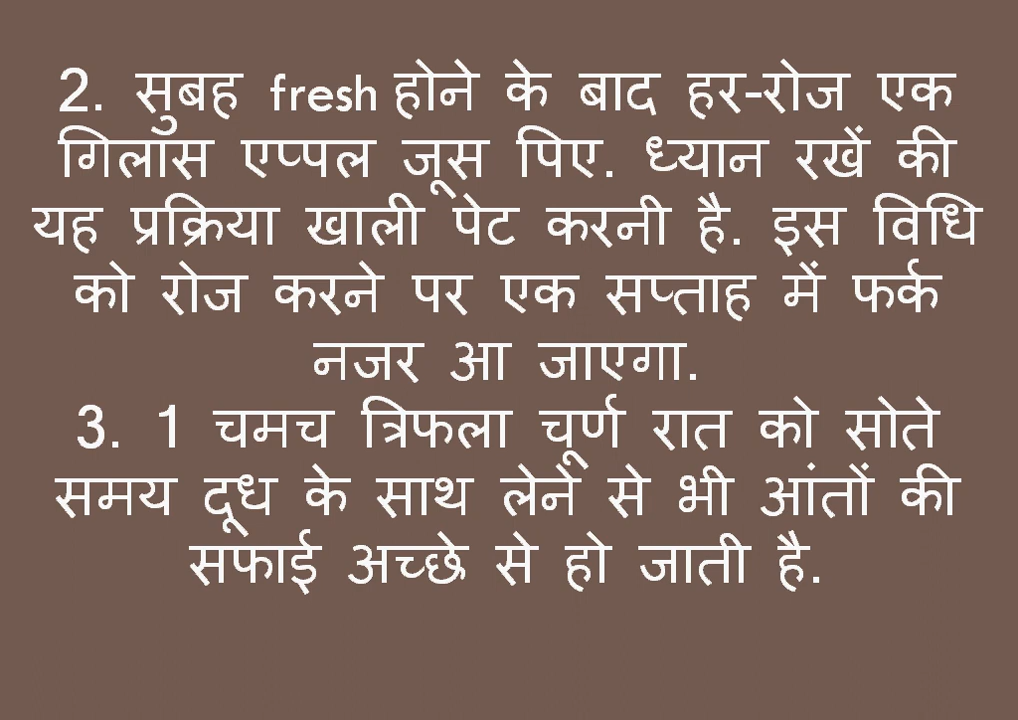 2. सुबह fresh होने के बाद हर-रोज एक
गिलास एप्पल जूस पिए. ध्यान रखें की
यह प्रक्रिया खाली पेट करनी है. इस विधि
को रोज करने पर एक सप्ताह में फर्क
नजर आ जाएगा.
3. 1 चमच त्रिफला चूर्ण रात को सोते
समय दूध के साथ लेने से भी आंतों की
सफाई अच्छे से हो जाती है.